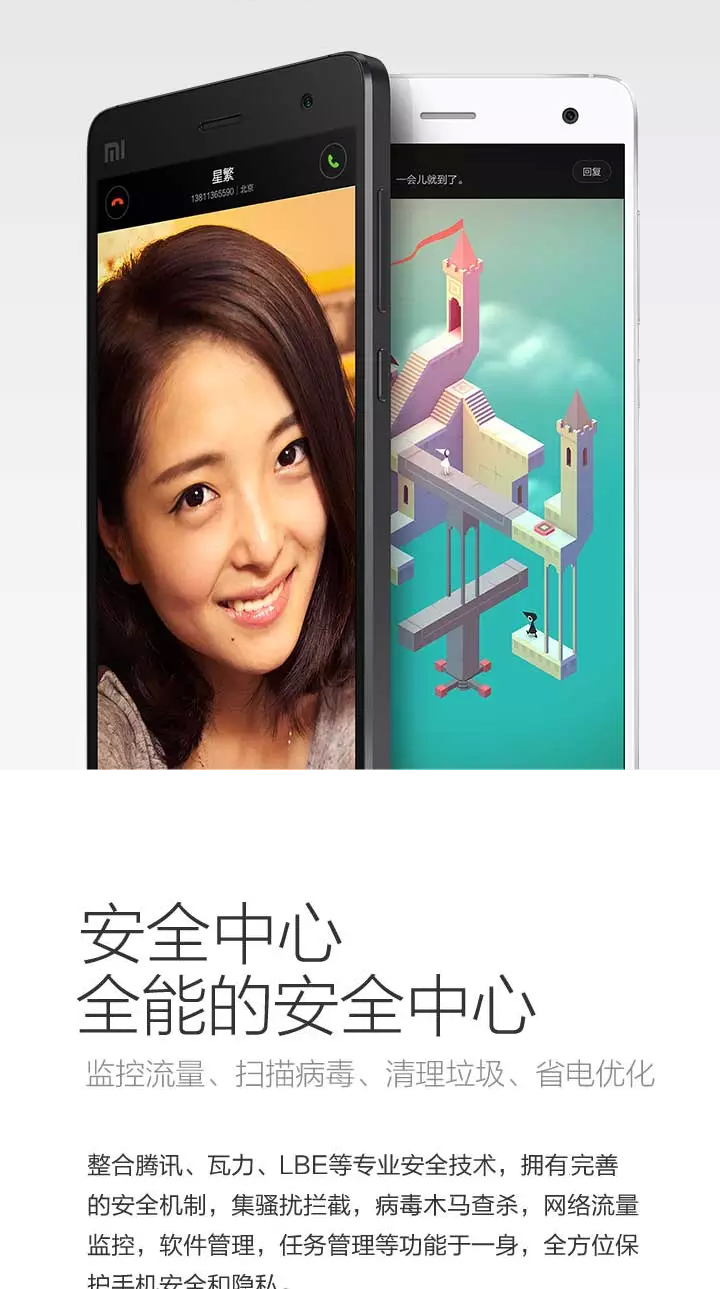 星繁
13811365590 | 北京
一会儿就到了。
回复
安全中心
全能的安全中心
监控流量、扫描病毒、清理垃圾、省电优化
整合腾讯、瓦力、LBE等专业安全技术，拥有完善
的安全机制，集骚扰拦截，病毒木马查杀，网络流量
监控，软件管理，任务管理等功能于一身，全方位保
护手机安全和隐私。